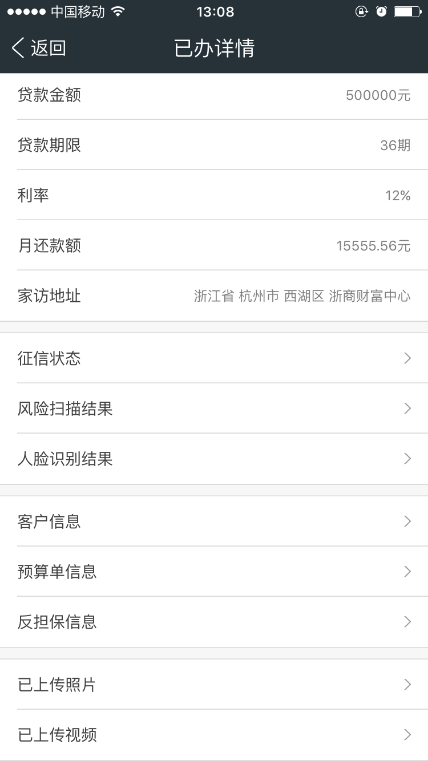 中国移动 13:08
返回 已办详情
贷款金额 500000元
贷款期限 36期
利率 12%
月还款额 15555.56元
家访地址 浙江省 杭州市 西湖区 浙商财富中心
征信状态
风险扫描结果
人脸识别结果
客户信息
预算单信息
反担保信息
已上传照片
已上传视频